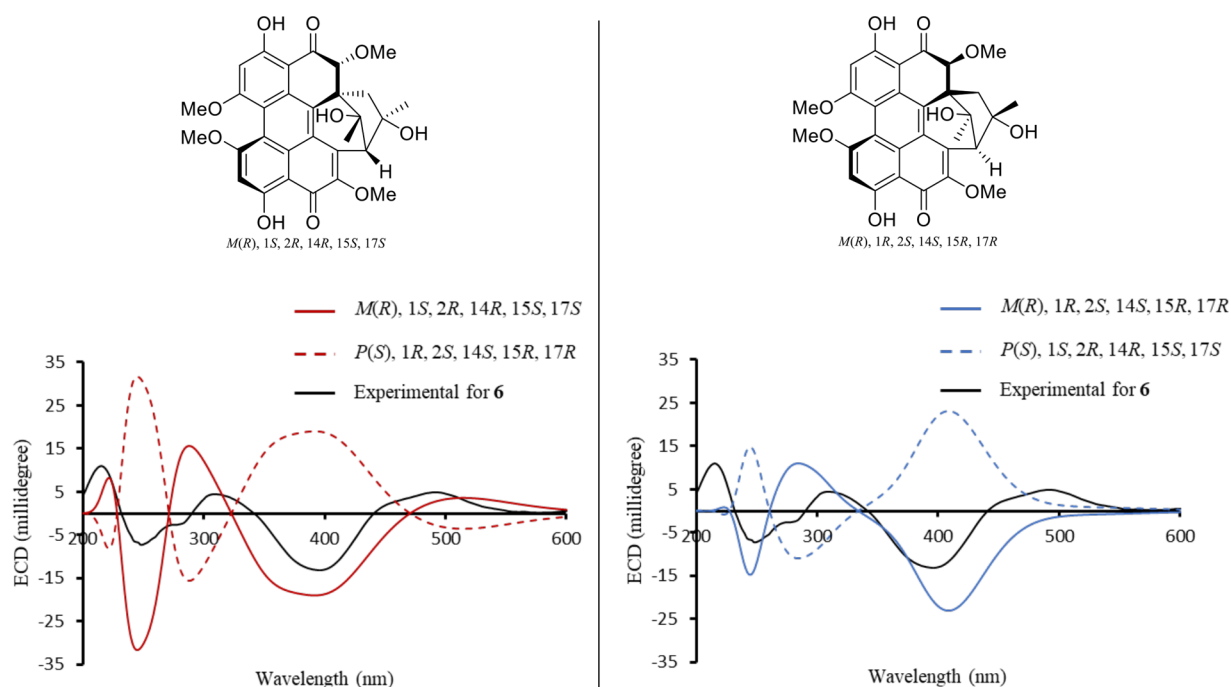 OH O
OMe
HO
MeO
OH
MeO
H
OMe
OH O
M(R), 1S, 2R, 14R, 15S, 17S
M(R), 1S, 2R, 14R, 15S, 17S
P(S), 1R, 2S, 14S, 15R, 17R
Experimental for 6
35
25
15
5
-5
-15
-25
-35
200 300 400 500 600
ECD (millidegree)
Wavelength (nm)
OH O
OMe
HO
MeO
OH
MeO
H
OMe
OH O
M(R), 1R, 2S, 14S, 15R, 17R
M(R), 1R, 2S, 14S, 15R, 17R
P(S), 1S, 2R, 14R, 15S, 17S
Experimental for 6
35
25
15
5
-5
-15
-25
-35
200 300 400 500 600
ECD (millidegree)
Wavelength (nm)